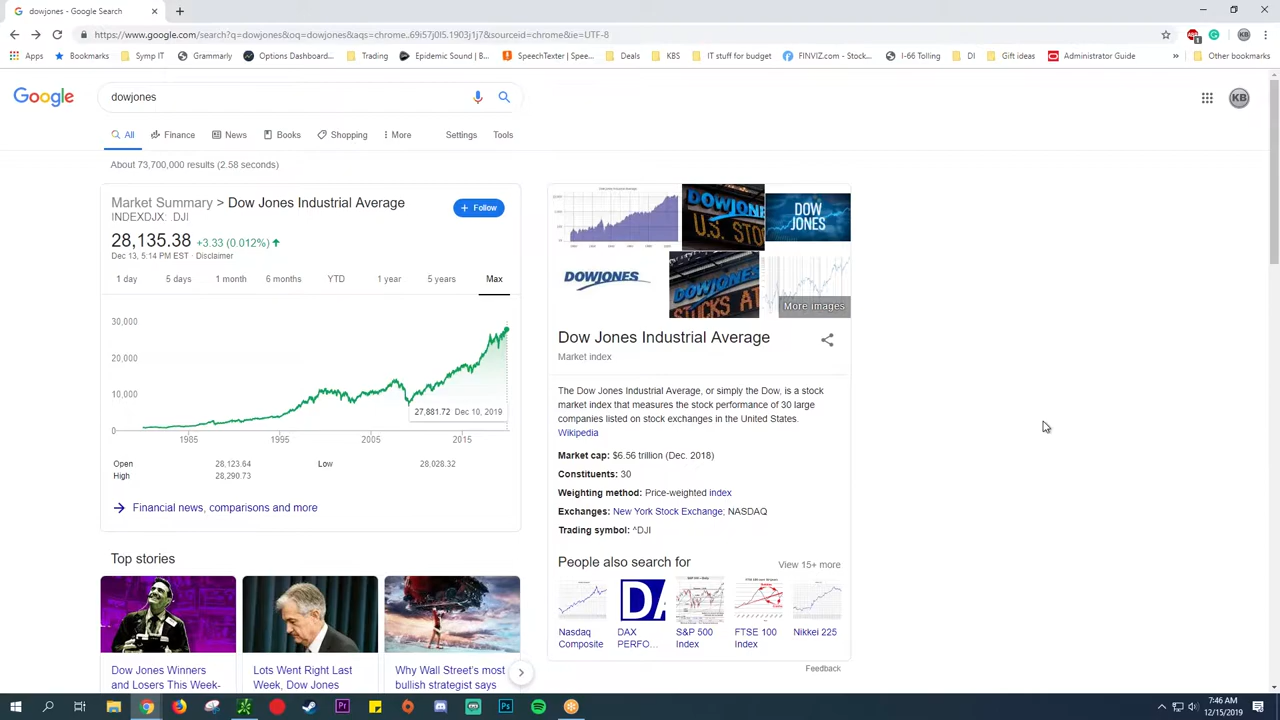 dowjones - Google Search
https://www.google.com/search?q=dowjones&oq=dowjones&aqs=chrome..69i57j0l5.1903j1j7&sourceid=chrome&ie=UTF-8
Apps Bookmarks Symp IT Grammarly Options Dashboard... Trading Epidemic Sound | B... SpeechTexter | Spee... Deals KBS IT stuff for budget FINVIZ.com - Stock... I-66 Tolling DI Gift ideas Administrator Guide » Other bookmarks
Google
dowjones
KB
All Finance News Books Shopping More Settings Tools
About 73,700,000 results (2.58 seconds)
Market Summary > Dow Jones Industrial Average
INDEXDJX: .DJI
Follow
28,135.38 +3.33 (0.012%)
Dec 13, 5:14 PM EST · Disclaimer
1 day 5 days 1 month 6 months YTD 1 year 5 years Max
30,000
20,000
10,000
0
27,881.72 Dec 10, 2019
1985 1995 2005 2015
Open 28,123.64 Low 28,028.32
High 28,290.73
Financial news, comparisons and more
Top stories
Dow Jones Winners
and Losers This Week-
Lots Went Right Last
Week, Dow Jones
Why Wall Street's most
bullish strategist says
DOWJONES
U.S. STO
DOW
JONES
DOWJONES
DOWJONES
STOCKS AT
More images
Dow Jones Industrial Average
Market index
The Dow Jones Industrial Average, or simply the Dow, is a stock
market index that measures the stock performance of 30 large
companies listed on stock exchanges in the United States.
Wikipedia
Market cap: $6.56 trillion (Dec. 2018)
Constituents: 30
Weighting method: Price-weighted index
Exchanges: New York Stock Exchange; NASDAQ
Trading symbol: ^DJI
People also search for
View 15+ more
DA
Nasdaq
Composite
DAX
PERFO...
S&P 500
Index
FTSE 100
Index
Nikkei 225
Feedback
7:46 AM
12/15/2019